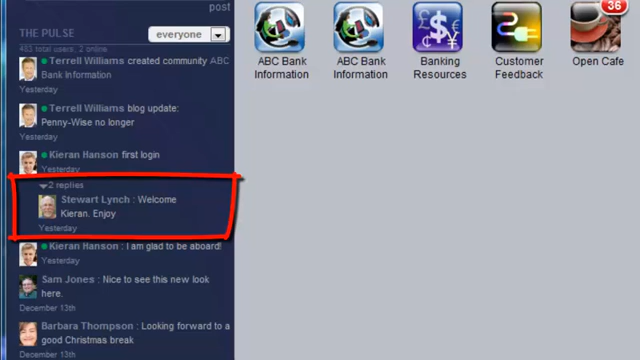 post
THE PULSE
everyone
483 total users; 2 online
Terrell Williams created community ABC
Bank Information
Yesterday
Terrell Williams blog update:
Penny-Wise no longer
Yesterday
Kieran Hanson first login
Yesterday
2 replies
Stewart Lynch : Welcome
Kieran. Enjoy
Yesterday
Kieran Hanson : I am glad to be aboard!
Yesterday
Sam Jones : Nice to see this new look
here.
December 13th
Barbara Thompson : Looking forward to a
good Christmas break
December 13th
ABC Bank
Information
ABC Bank
Information
Banking
Resources
Customer
Feedback
36
Open Cafe